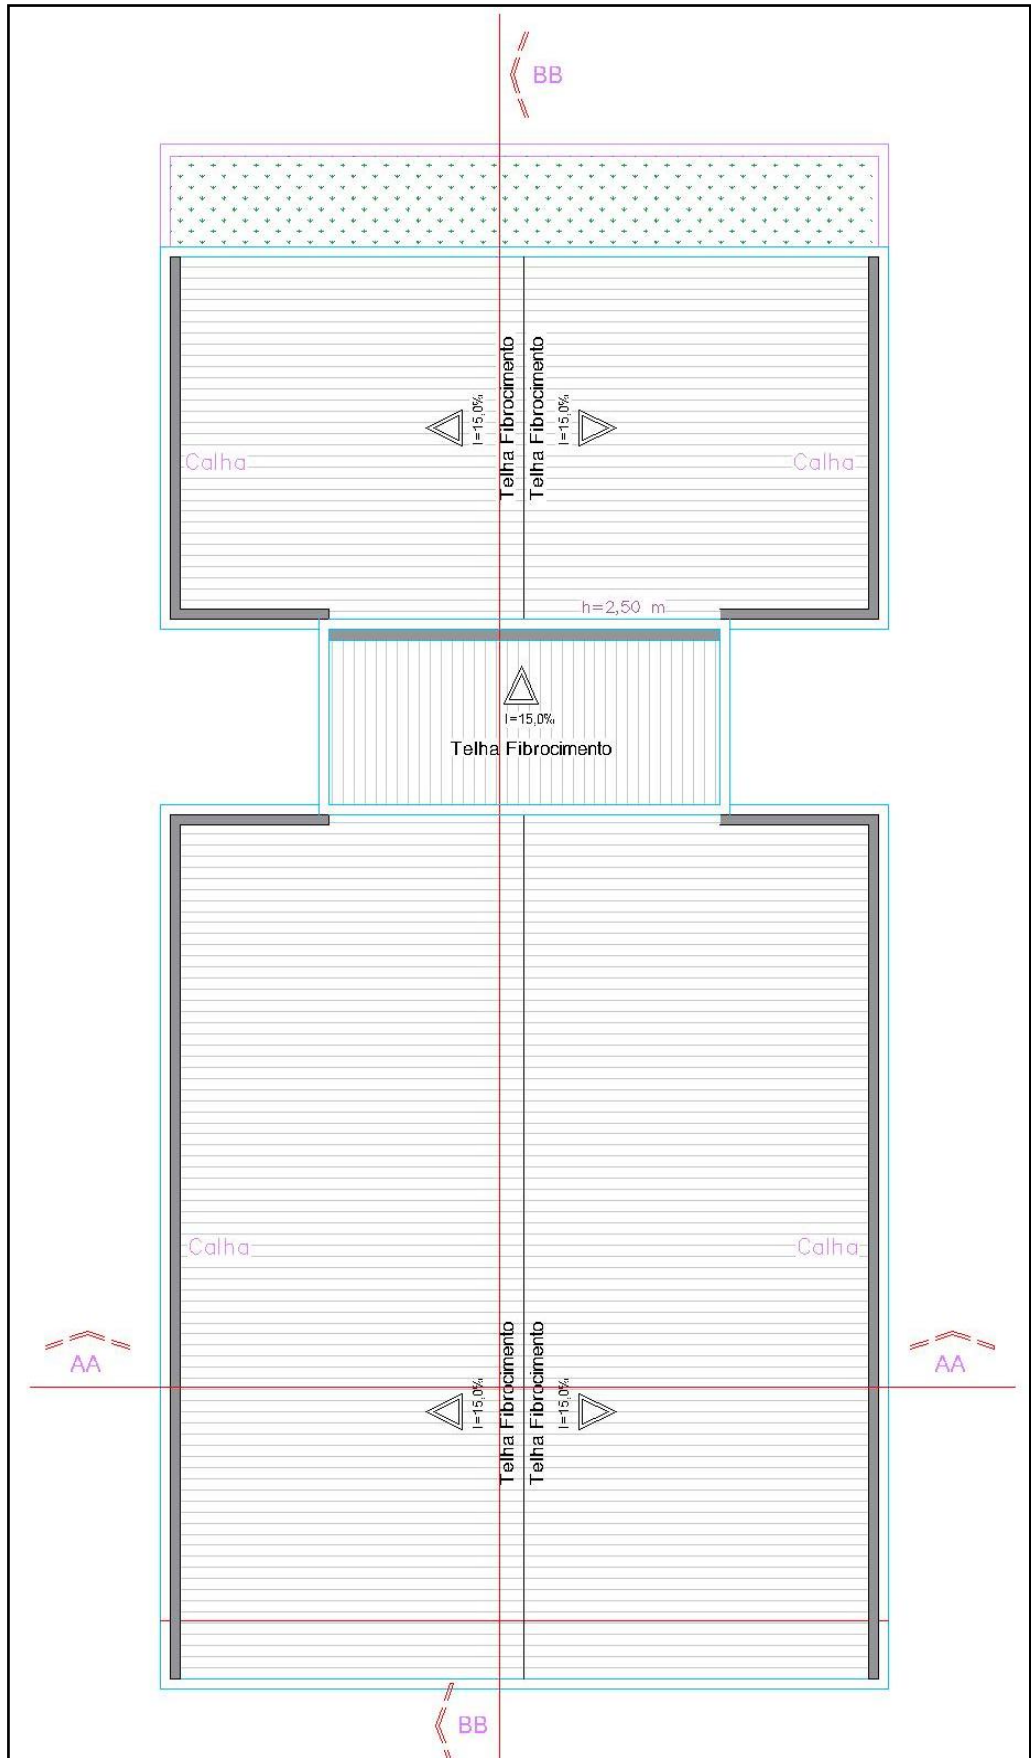 BB
Telha Fibrocimento
Telha Fibrocimento
I=15,0%
I=15,0%
Calha
Calha
h=2,50 m
I=15,0%
Telha Fibrocimento
Calha
Calha
AA
AA
Telha Fibrocimento
Telha Fibrocimento
I=15,0%
I=15,0%
BB